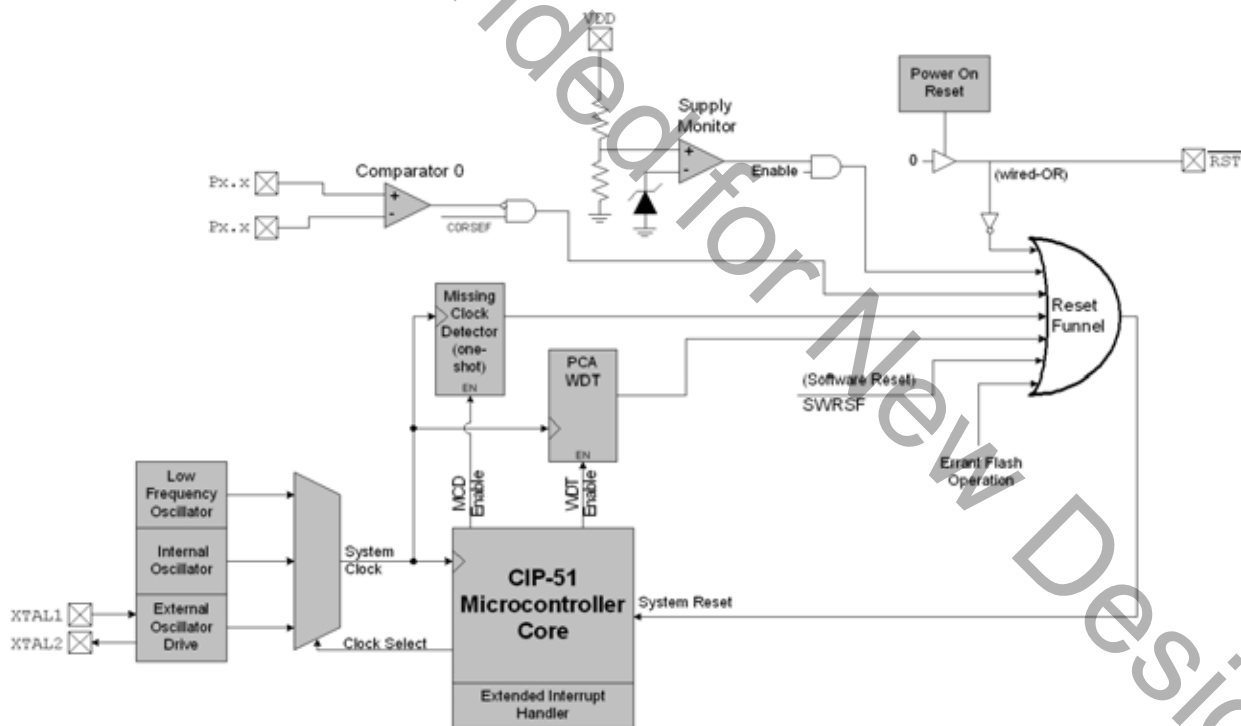 VDD
Power On
Reset
Supply
Monitor
+
-
Enable
0
(wired-OR)
RST
Comparator 0
Px.x
+
-
Px.x
C0RSEF
Missing
Clock
Detector
(one-
shot)
EN
PCA
WDT
EN
Reset
Funnel
(Software Reset)
SWRSF
Errant Flash
Operation
MCD
Enable
WDT
Enable
Low
Frequency
Oscillator
Internal
Oscillator
External
Oscillator
Drive
XTAL1
XTAL2
System
Clock
Clock Select
CIP-51
Microcontroller
Core
System Reset
Extended Interrupt
Handler
for New